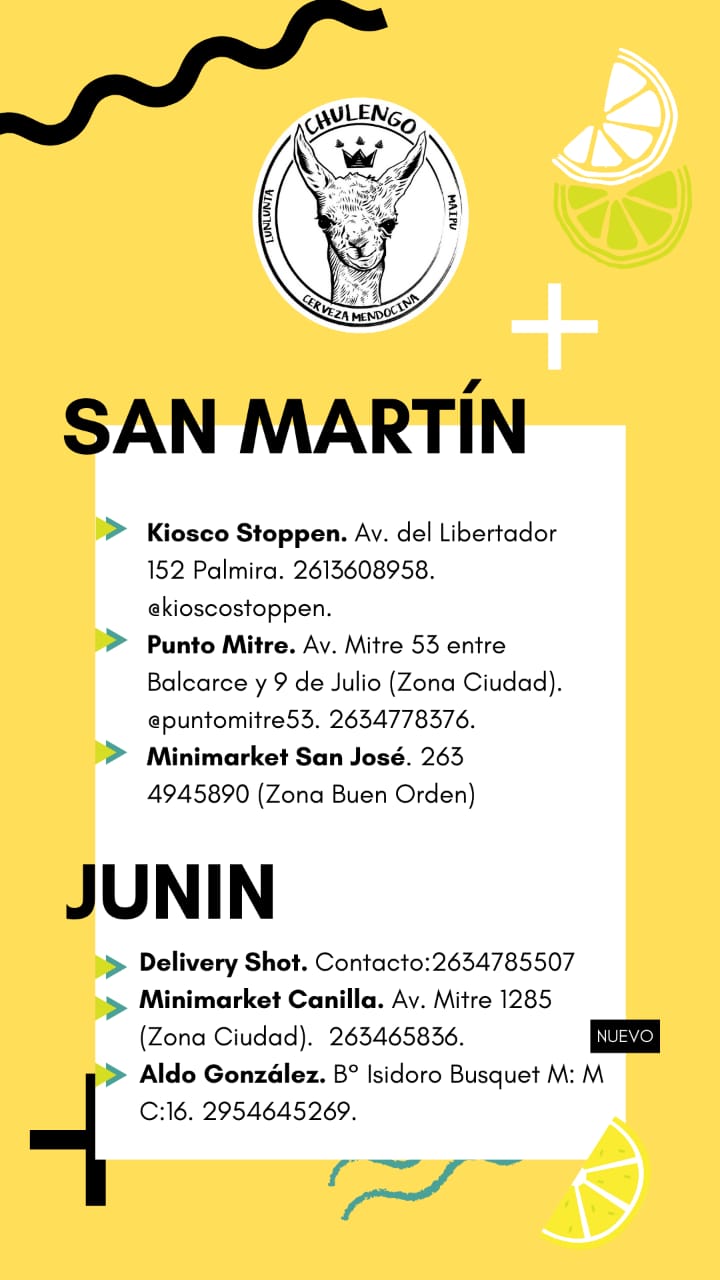 CHULENGO
LUNLUNTA
MAIPU
CERVEZA MENDOCINA
SAN MARTÍN
Kiosco Stoppen. Av. del Libertador
152 Palmira. 2613608958.
@kioscostoppen.
Punto Mitre. Av. Mitre 53 entre
Balcarce y 9 de Julio (Zona Ciudad).
@puntomitre53. 2634778376.
Minimarket San José. 263
4945890 (Zona Buen Orden)
JUNIN
Delivery Shot. Contacto:2634785507
Minimarket Canilla. Av. Mitre 1285
(Zona Ciudad).  263465836.
NUEVO
Aldo González. B° Isidoro Busquet M: M
C:16. 2954645269.